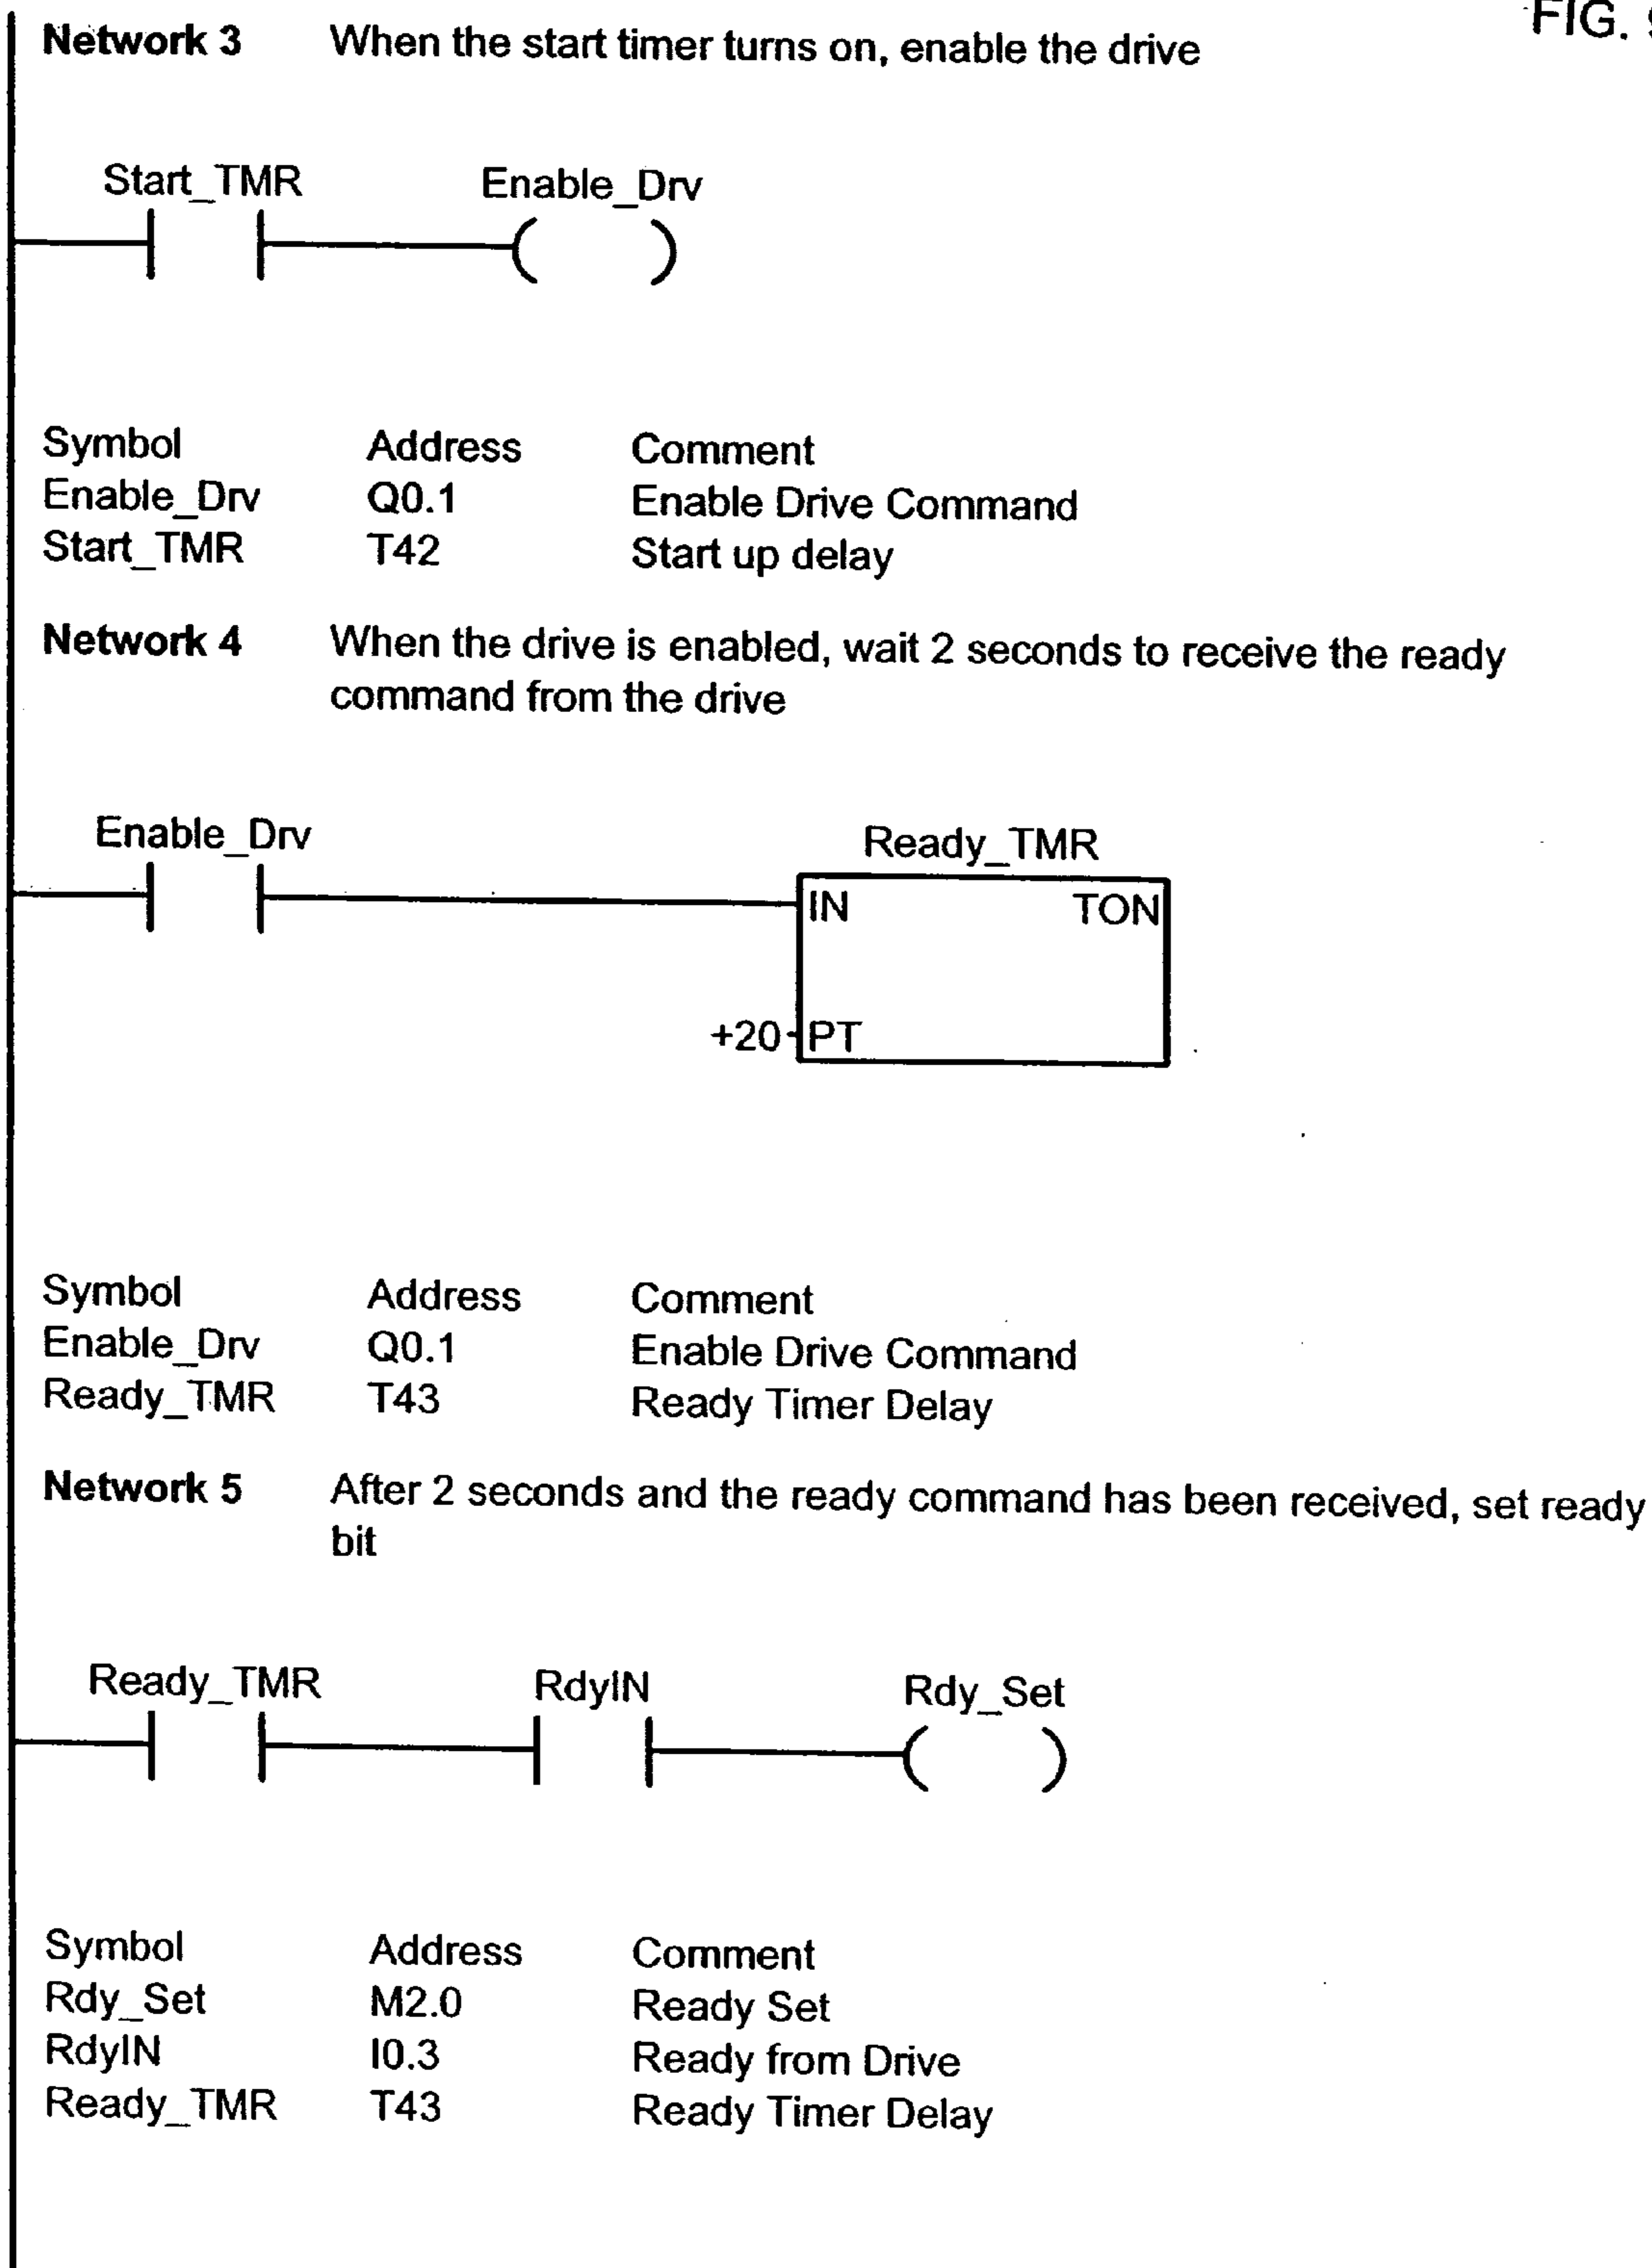 FIG. 9
Network 3 When the start timer turns on, enable the drive
Start_TMR Enable_Drv
Symbol Address Comment
Enable_Drv Q0.1 Enable Drive Command
Start_TMR T42 Start up delay
Network 4 When the drive is enabled, wait 2 seconds to receive the ready
command from the drive
Enable_Drv Ready_TMR
IN TON
+20 PT
Symbol Address Comment
Enable_Drv Q0.1 Enable Drive Command
Ready_TMR T43 Ready Timer Delay
Network 5 After 2 seconds and the ready command has been received, set ready
bit
Ready_TMR RdyIN Rdy_Set
Symbol Address Comment
Rdy_Set M2.0 Ready Set
RdyIN I0.3 Ready from Drive
Ready_TMR T43 Ready Timer Delay